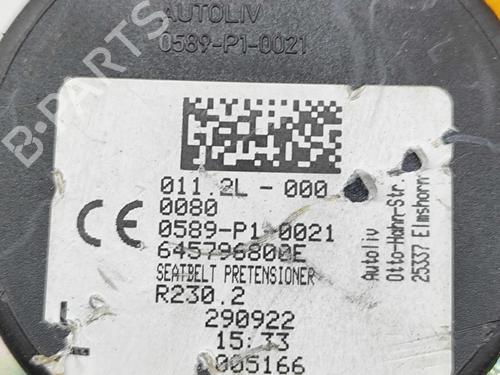 AUTOLIV
0589-P1-0021
B-PARTS
011.2L - 000
0080
CE
0589-P1-0021
645796800E
SEATBELT PRETENSIONER
R230.2
290922
15:33
005166
Autoliv
Otto-Hahn-Str.
25337 Elmshorn